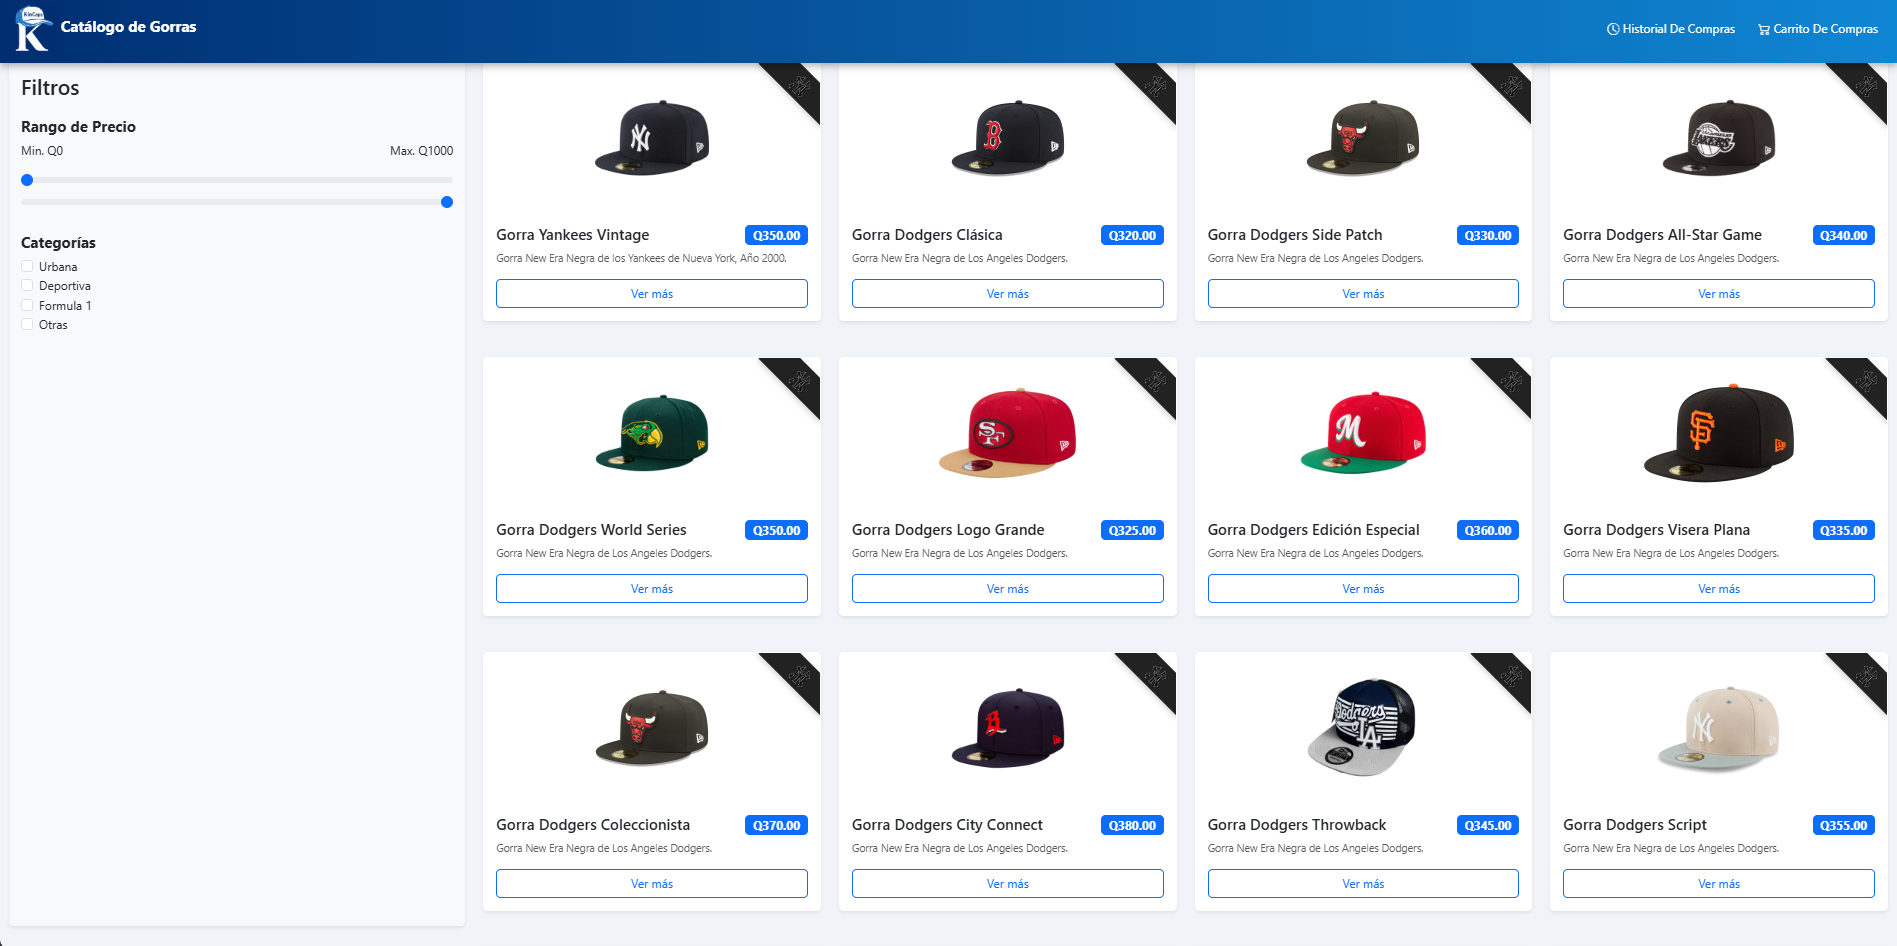 KinCaps
K
Catálogo de Gorras
Historial De Compras
Carrito De Compras
Filtros
Rango de Precio
Min. Q0
Max. Q1000
Categorías
Urbana
Deportiva
Formula 1
Otras
Gorra Yankees Vintage
Q350.00
Gorra New Era Negra de los Yankees de Nueva York, Año 2000.
Ver más
Gorra Dodgers Clásica
Q320.00
Gorra New Era Negra de Los Angeles Dodgers.
Ver más
Gorra Dodgers Side Patch
Q330.00
Gorra New Era Negra de Los Angeles Dodgers.
Ver más
Gorra Dodgers All-Star Game
Q340.00
Gorra New Era Negra de Los Angeles Dodgers.
Ver más
Gorra Dodgers World Series
Q350.00
Gorra New Era Negra de Los Angeles Dodgers.
Ver más
Gorra Dodgers Logo Grande
Q325.00
Gorra New Era Negra de Los Angeles Dodgers.
Ver más
Gorra Dodgers Edición Especial
Q360.00
Gorra New Era Negra de Los Angeles Dodgers.
Ver más
Gorra Dodgers Visera Plana
Q335.00
Gorra New Era Negra de Los Angeles Dodgers.
Ver más
Gorra Dodgers Coleccionista
Q370.00
Gorra New Era Negra de Los Angeles Dodgers.
Ver más
Gorra Dodgers City Connect
Q380.00
Gorra New Era Negra de Los Angeles Dodgers.
Ver más
Dodgers
LA
Gorra Dodgers Throwback
Q345.00
Gorra New Era Negra de Los Angeles Dodgers.
Ver más
Gorra Dodgers Script
Q355.00
Gorra New Era Negra de Los Angeles Dodgers.
Ver más